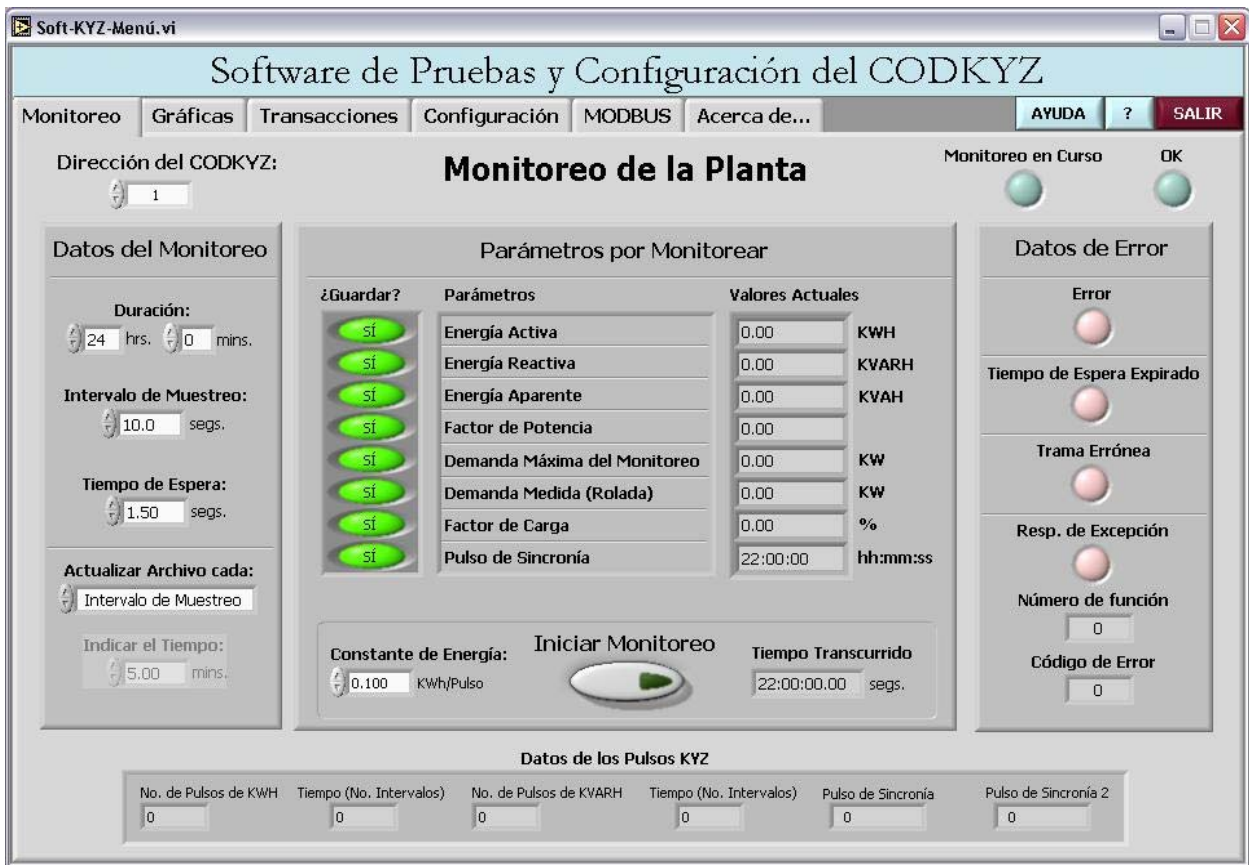 Soft-KYZ-Menú.vi
Software de Pruebas y Configuración del CODKYZ
Monitoreo Gráficas Transacciones Configuración MODBUS Acerca de... AYUDA ? SALIR
Dirección del CODKYZ:
1
Monitoreo de la Planta
Monitoreo en Curso OK
Datos del Monitoreo
Duración:
24 hrs. 0 mins.
Intervalo de Muestreo:
10.0 segs.
Tiempo de Espera:
1.50 segs.
Actualizar Archivo cada:
Intervalo de Muestreo
Indicar el Tiempo:
5.00 mins.
Parámetros por Monitorear
¿Guardar? Parámetros Valores Actuales
SÍ Energía Activa 0.00 KWH
SÍ Energía Reactiva 0.00 KVARH
SÍ Energía Aparente 0.00 KVAH
SÍ Factor de Potencia 0.00
SÍ Demanda Máxima del Monitoreo 0.00 KW
SÍ Demanda Medida (Rolada) 0.00 KW
SÍ Factor de Carga 0.00 %
SÍ Pulso de Sincronía 22:00:00 hh:mm:ss
Constante de Energía:
0.100 KWh/Pulso
Iniciar Monitoreo
Tiempo Transcurrido
22:00:00.00 segs.
Datos de Error
Error
Tiempo de Espera Expirado
Trama Errónea
Resp. de Excepción
Número de función
0
Código de Error
0
Datos de los Pulsos KYZ
No. de Pulsos de KWH Tiempo (No. Intervalos) No. de Pulsos de KVARH Tiempo (No. Intervalos) Pulso de Sincronía Pulso de Sincronía 2
0 0 0 0 0 0